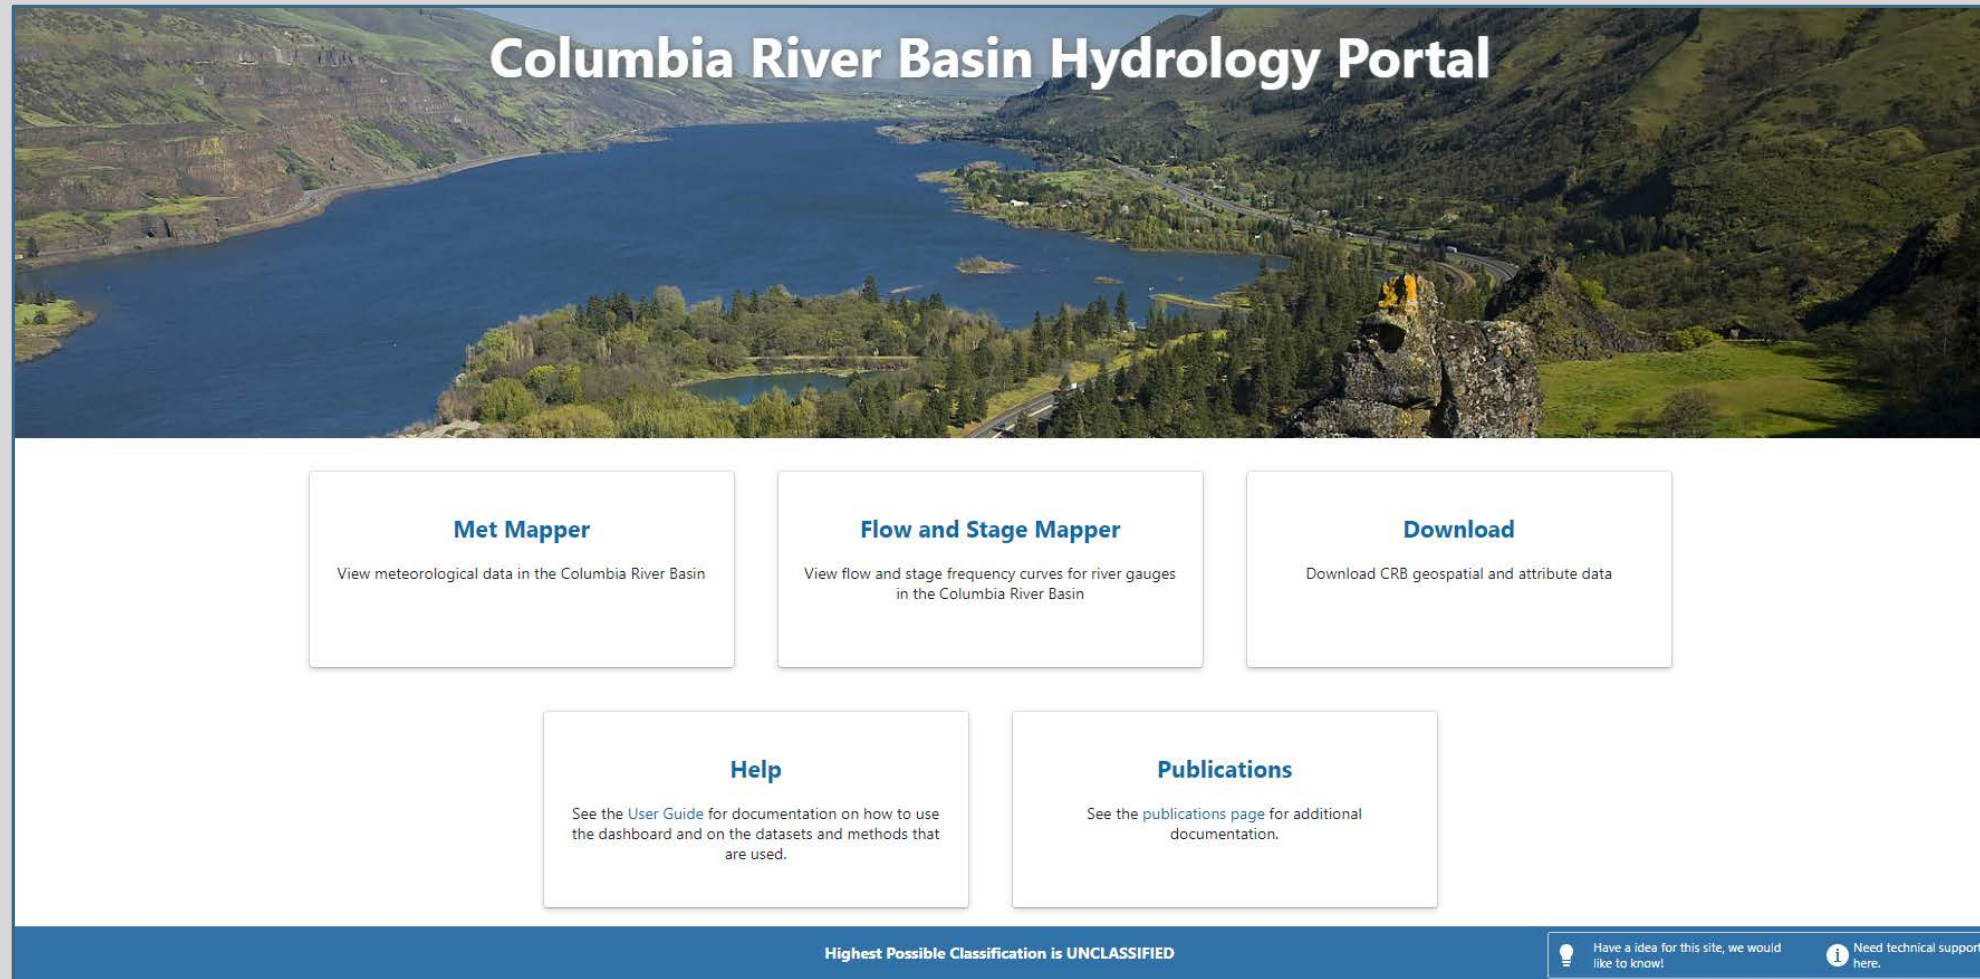 Columbia River Basin Hydrology Portal
Met Mapper
View meteorological data in the Columbia River Basin
Flow and Stage Mapper
View flow and stage frequency curves for river gauges
in the Columbia River Basin
Download
Download CRB geospatial and attribute data
Help
See the User Guide for documentation on how to use
the dashboard and on the datasets and methods that
are used.
Publications
See the publications page for additional
documentation.
Highest Possible Classification is UNCLASSIFIED
Have a idea for this site, we would
like to know!
Need technical support
here.